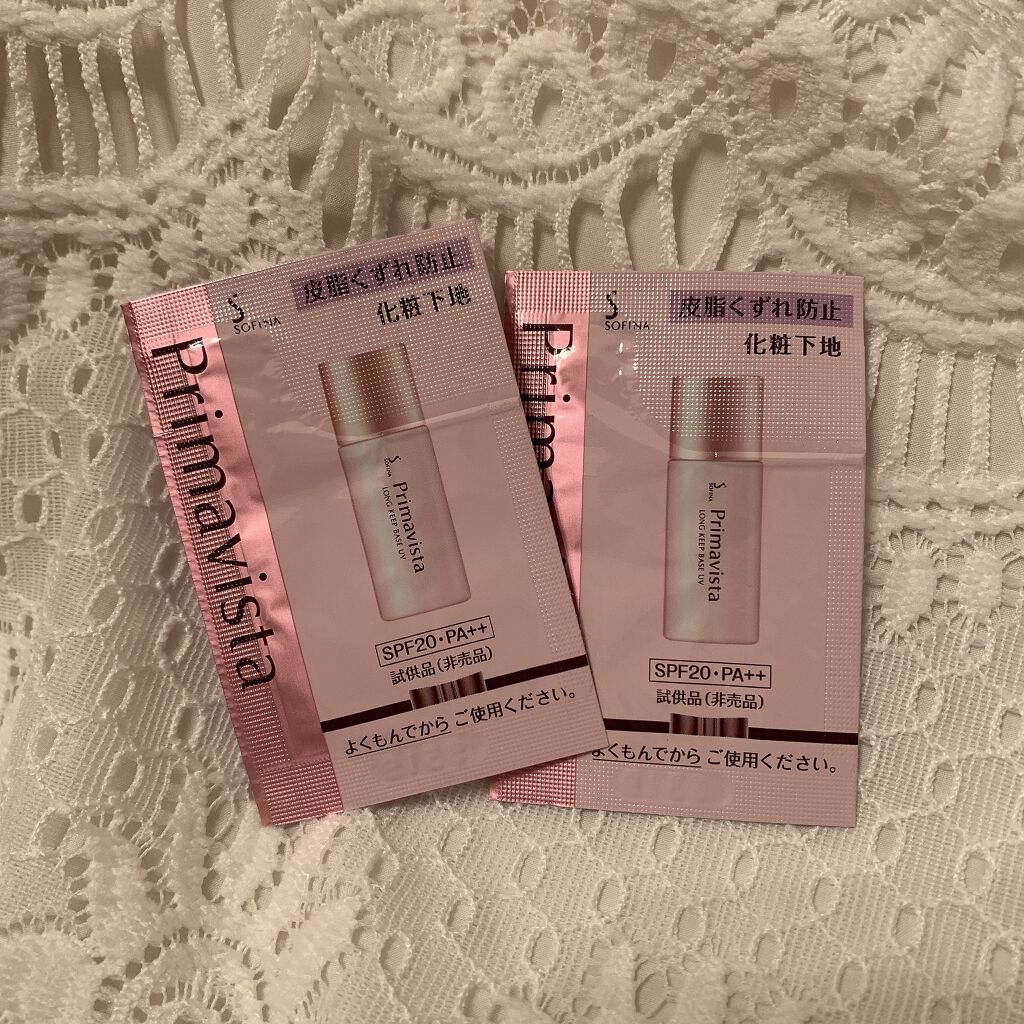 Primavista
SOFINA
皮脂くずれ防止
化粧下地
SOFINA
Primavista
LONG KEEP BASE UV
SPF20・PA++
試供品(非売品)
よくもんでから ご使用ください。
Primav
SOFINA
皮脂くずれ防止
化粧下地
SOFINA
Primavista
LONG KEEP BASE UV
SPF20・PA++
試供品(非売品)
くもんでから ご使用ください。